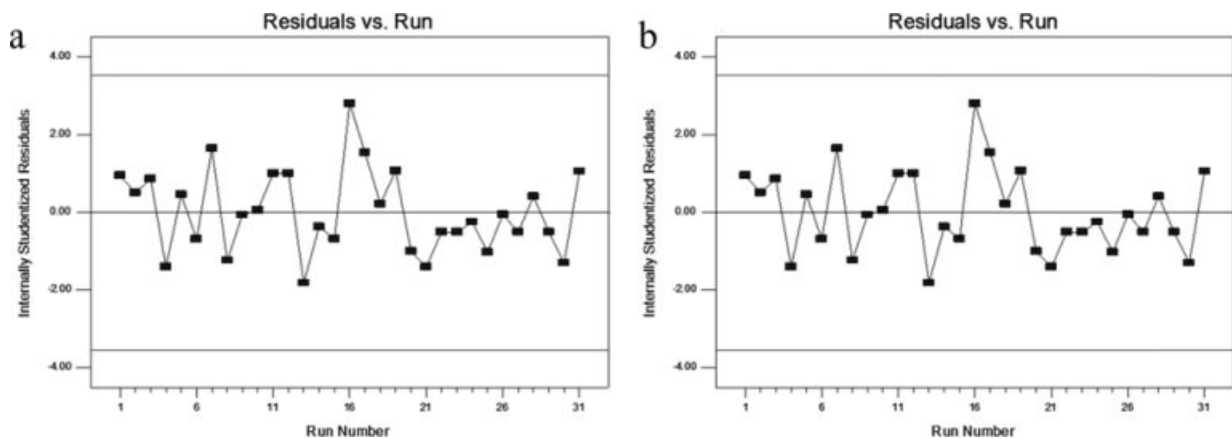 a
Residuals vs. Run
Internally Studentized Residuals
4.00
2.00
0.00
-2.00
-4.00
1 6 11 16 21 26 31
Run Number
b
Residuals vs. Run
Internally Studentized Residuals
4.00
2.00
0.00
-2.00
-4.00
1 6 11 16 21 26 31
Run Number